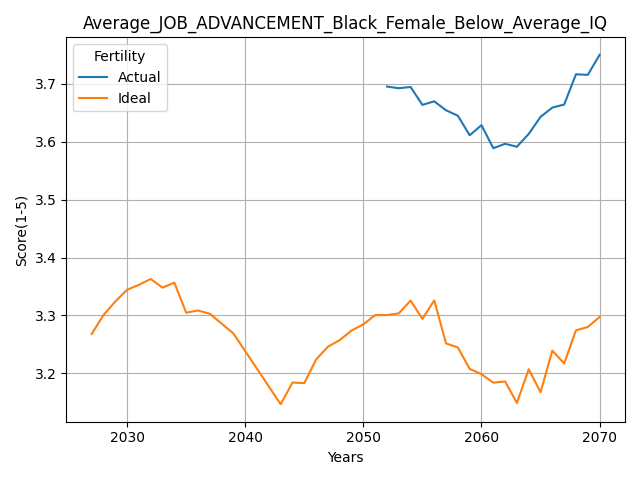 Average_JOB_ADVANCEMENT_Black_Female_Below_Average_IQ
Fertility
Actual
Ideal
Score(1-5)
3.7
3.6
3.5
3.4
3.3
3.2
2030 2040 2050 2060 2070
Years